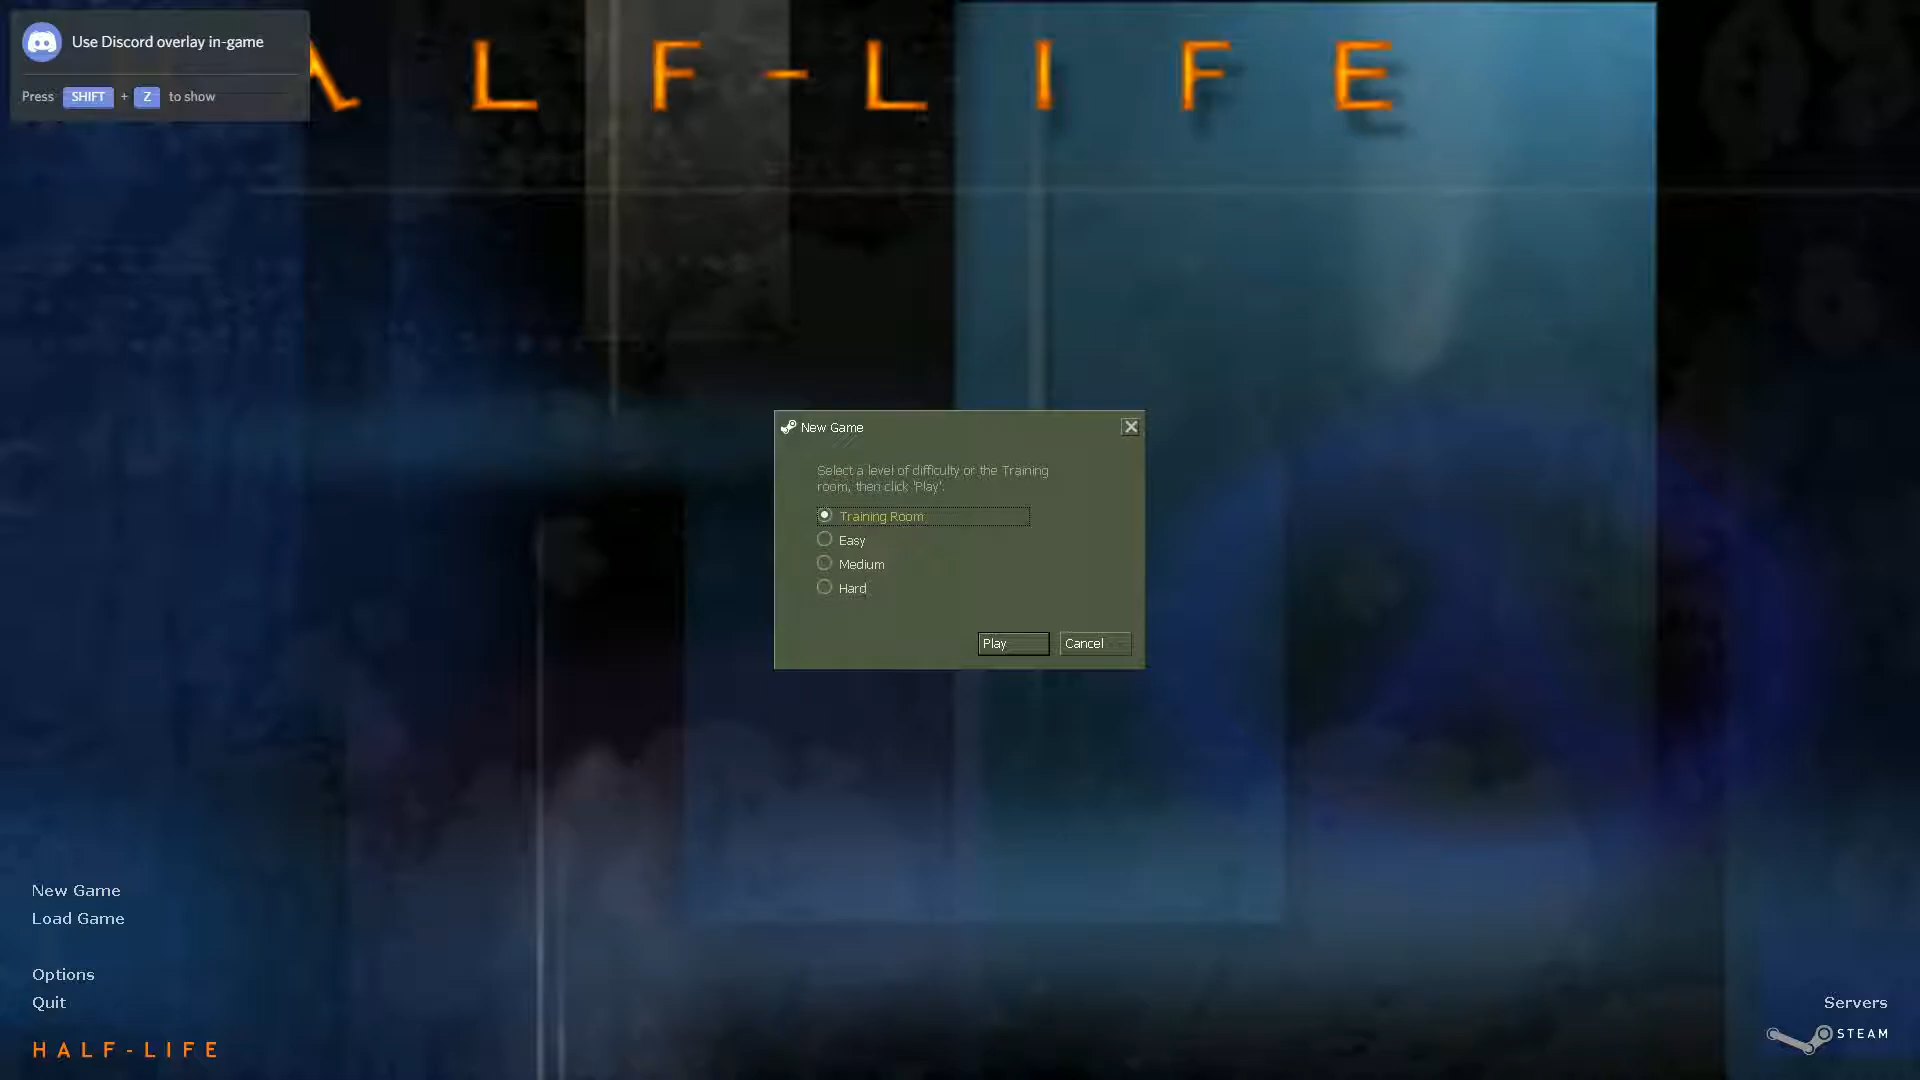 Use Discord overlay in-game
Press SHIFT + Z to show
HALF-LIFE
New Game
Select a level of difficulty or the Training
room, then click 'Play'.
Training Room
Easy
Medium
Hard
Play
Cancel
New Game
Load Game
Options
Quit
HALF-LIFE
Servers
STEAM